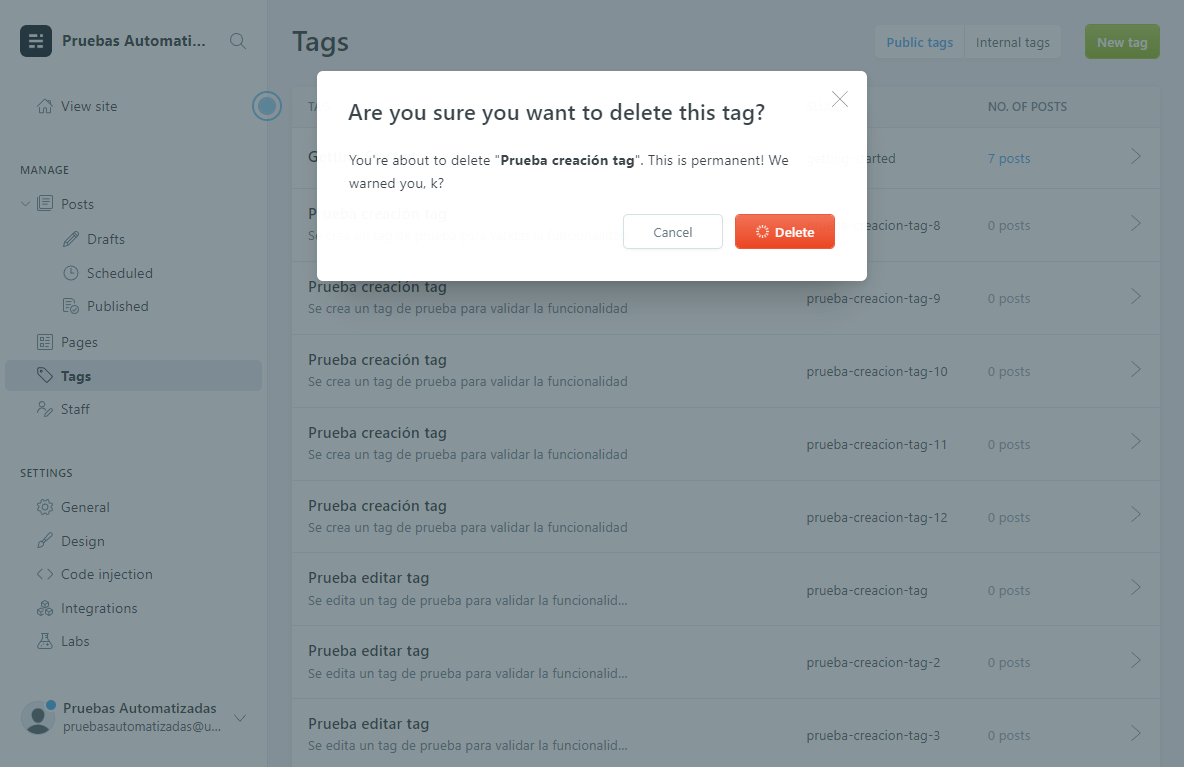 Pruebas Automati...
View site
MANAGE
Posts
Drafts
Scheduled
Published
Pages
Tags
Staff
SETTINGS
General
Design
Code injection
Integrations
Labs
Pruebas Automatizadas
pruebasautomatizadas@u...
Tags
Public tags
Internal tags
New tag
Are you sure you want to delete this tag?
You're about to delete "Prueba creación tag". This is permanent! We
warned you, k?
Cancel
Delete
NO. OF POSTS
7 posts
Prueba creación tag
0 posts
Prueba creación tag prueba-creacion-tag-9 0 posts
Se crea un tag de prueba para validar la funcionalidad
Prueba creación tag prueba-creacion-tag-10 0 posts
Se crea un tag de prueba para validar la funcionalidad
Prueba creación tag prueba-creacion-tag-11 0 posts
Se crea un tag de prueba para validar la funcionalidad
Prueba creación tag prueba-creacion-tag-12 0 posts
Se crea un tag de prueba para validar la funcionalidad
Prueba editar tag prueba-creacion-tag 0 posts
Se edita un tag de prueba para validar la funcionalid...
Prueba editar tag prueba-creacion-tag-2 0 posts
Se edita un tag de prueba para validar la funcionalid...
Prueba editar tag prueba-creacion-tag-3 0 posts
Se edita un tag de prueba para validar la funcionalid...